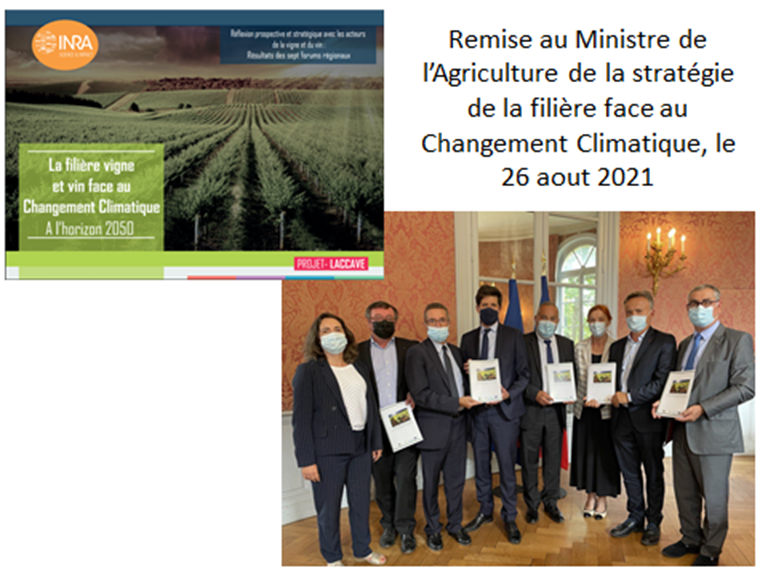 INRA
SCIENCE & IMPACT
Réflexion prospective et stratégique avec les acteurs
de la vigne et du vin :
Résultats des sept forums régionaux
La filière vigne
et vin face au
Changement Climatique
A l'horizon 2050
PROJET- LACCAVE
Remise au Ministre de
l'Agriculture de la stratégie
de la filière face au
Changement Climatique, le
26 aout 2021